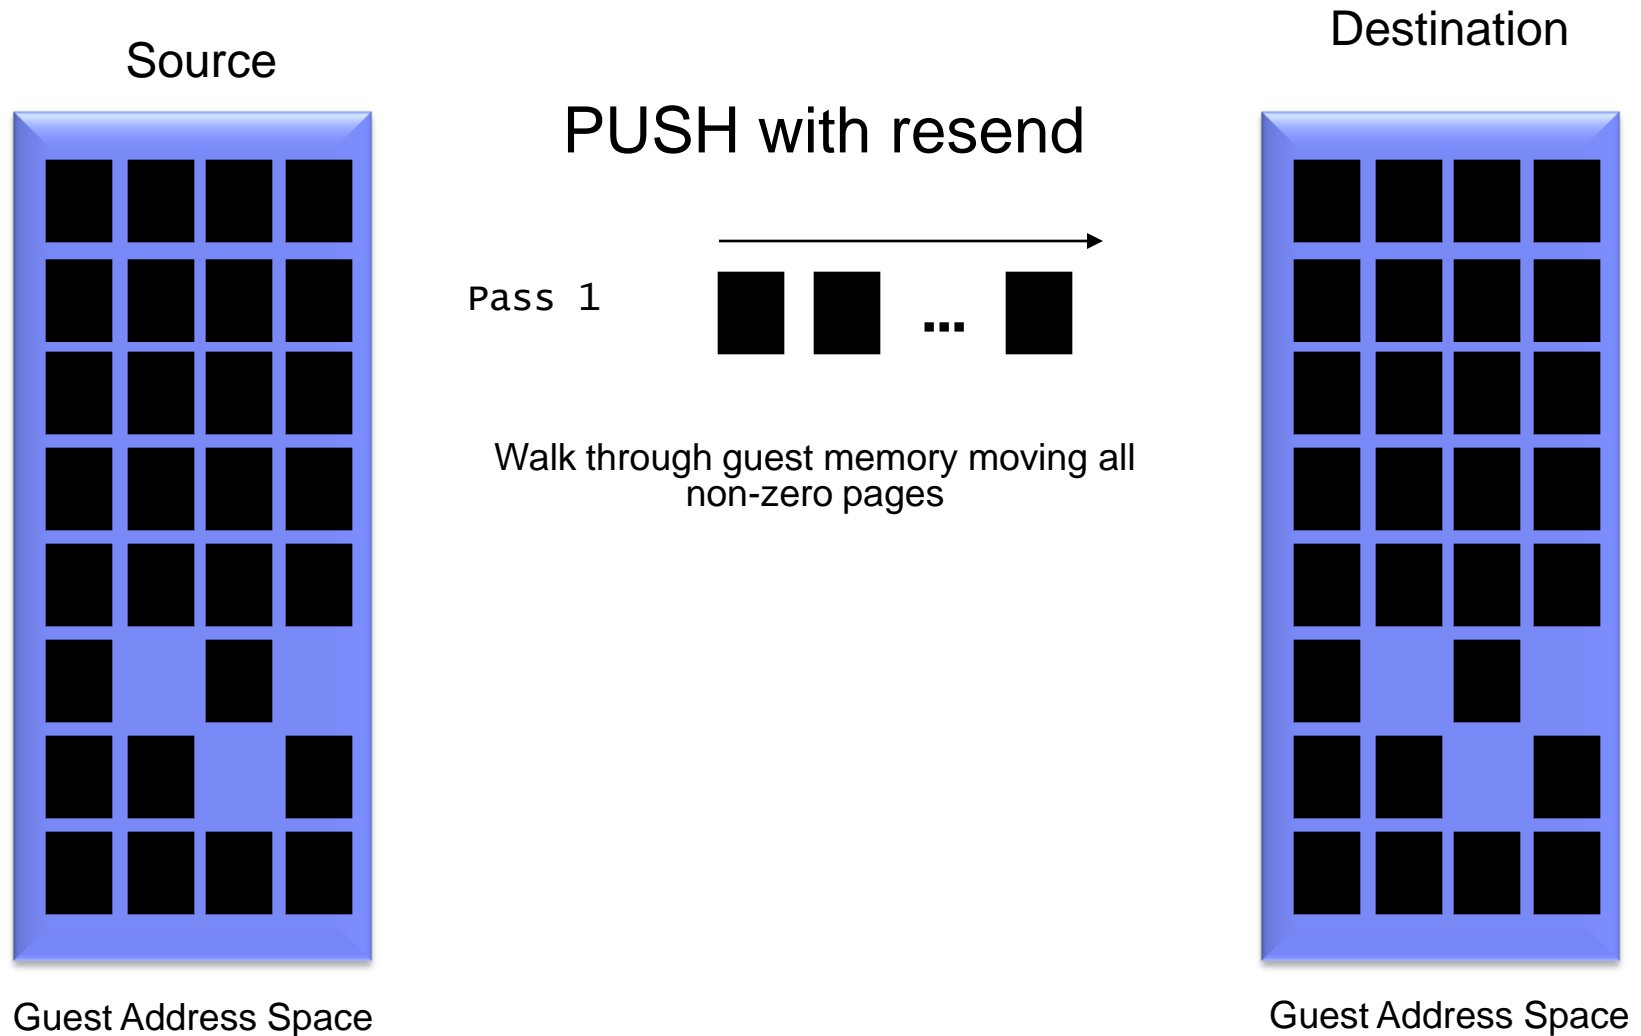 Source
Destination
PUSH with resend
Pass 1
...
Walk through guest memory moving all
non-zero pages
Guest Address Space
Guest Address Space